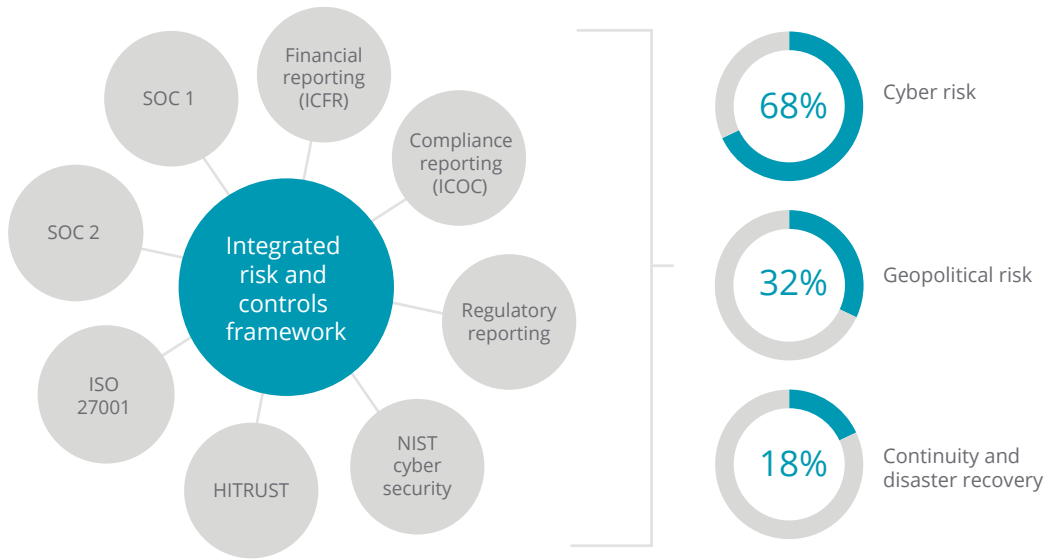 Financial
reporting
(ICFR)
SOC 1
Compliance
reporting
(ICOC)
SOC 2
Integrated
risk and
controls
framework
Regulatory
reporting
ISO
27001
NIST
cyber
security
HITRUST
68%
Cyber risk
32%
Geopolitical risk
18%
Continuity and
disaster recovery